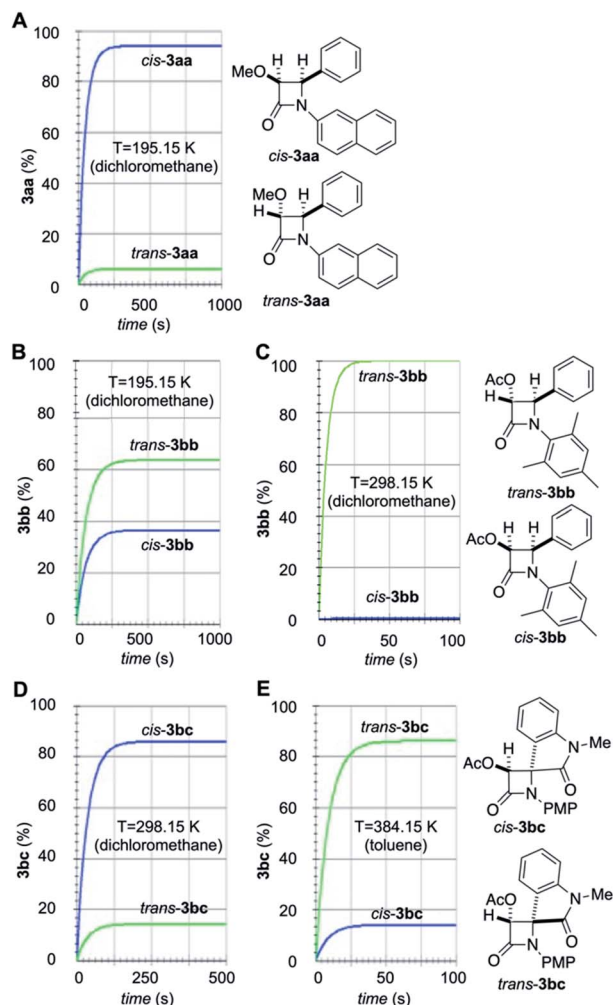 A
100
80
60
40
20
0
3aa (%)
cis-3aa
T=195.15 K
(dichloromethane)
trans-3aa
0 500 1000
time (s)
H H
MeO
N
O
cis-3aa
MeO H
H
N
O
trans-3aa
B
100
80
60
40
20
0
3bb (%)
T=195.15 K
(dichloromethane)
trans-3bb
cis-3bb
0 500 1000
time (s)
C
100
80
60
40
20
0
3bb (%)
trans-3bb
T=298.15 K
(dichloromethane)
cis-3bb
0 50 100
time (s)
AcO H
H
N
O
trans-3bb
H H
AcO
N
O
cis-3bb
D
100
80
60
40
20
0
3bc (%)
cis-3bc
T=298.15 K
(dichloromethane)
trans-3bc
0 250 500
time (s)
E
100
80
60
40
20
0
3bc (%)
trans-3bc
T=384.15 K
(toluene)
cis-3bc
0 50 100
time (s)
N-Me
H
AcO
O
N
O PMP
cis-3bc
N-Me
AcO
H
O
N
O PMP
trans-3bc